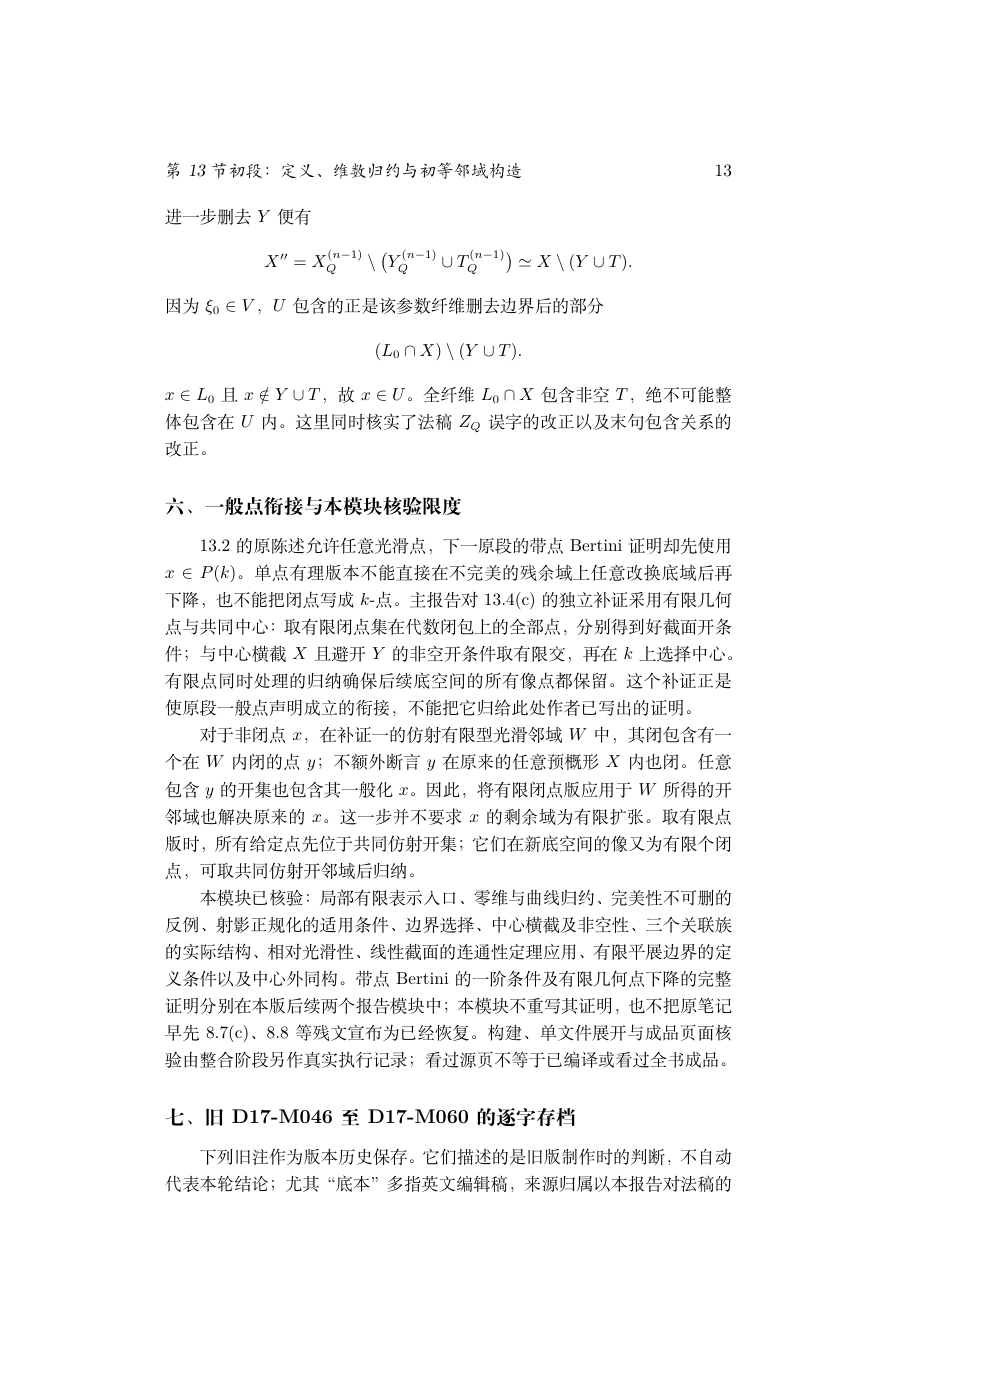 第 13 节初段：定义、维数归约与初等邻域构造 13
进一步删去 Y 便有
X′′ = X_Q^{(n−1)} \ (Y_Q^{(n−1)} ∪ T_Q^{(n−1)}) ≃ X \ (Y ∪ T).
因为 ξ₀ ∈ V，U 包含的正是该参数纤维删去边界后的部分
(L₀ ∩ X) \ (Y ∪ T).
x ∈ L₀ 且 x ∉ Y ∪ T，故 x ∈ U。全纤维 L₀ ∩ X 包含非空 T，绝不可能整
体包含在 U 内。这里同时核实了法稿 Z_Q 误字的改正以及末句包含关系的
改正。
六、一般点衔接与本模块核验限度
13.2 的原陈述允许任意光滑点，下一原段的带点 Bertini 证明却先使用
x ∈ P(k)。单点有理版本不能直接在不完美的残余域上任意改换底域后再
下降，也不能把闭点写成 k-点。主报告对 13.4(c) 的独立补证采用有限几何
点与共同中心：取有限闭点集在代数闭包上的全部点，分别得到好截面开条
件；与中心横截 X 且避开 Y 的非空开条件取有限交，再在 k 上选择中心。
有限点同时处理的归纳确保后续底空间的所有像点都保留。这个补证正是
使原段一般点声明成立的衔接，不能把它归给此处作者已写出的证明。
对于非闭点 x，在补证一的仿射有限型光滑邻域 W 中，其闭包含有一
个在 W 内闭的点 y；不额外断言 y 在原来的任意预概形 X 内也闭。任意
包含 y 的开集也包含其一般化 x。因此，将有限闭点版应用于 W 所得的开
邻域也解决原来的 x。这一步并不要求 x 的剩余域为有限扩张。取有限点
版时，所有给定点先位于共同仿射开集；它们在新底空间的像又为有限个闭
点，可取共同仿射开邻域后归纳。
本模块已核验：局部有限表示入口、零维与曲线归约、完美性不可删的
反例、射影正规化的适用条件、边界选择、中心横截及非空性、三个关联族
的实际结构、相对光滑性、线性截面的连通性定理应用、有限平展边界的定
义条件以及中心外同构。带点 Bertini 的一阶条件及有限几何点下降的完整
证明分别在本版后续两个报告模块中；本模块不重写其证明，也不把原笔记
早先 8.7(c)、8.8 等残文宣布为已经恢复。构建、单文件展开与成品页面核
验由整合阶段另作真实执行记录；看过源页不等于已编译或看过全书成品。
七、旧 D17-M046 至 D17-M060 的逐字存档
下列旧注作为版本历史保存。它们描述的是旧版制作时的判断，不自动
代表本轮结论；尤其 “底本” 多指英文编辑稿，来源归属以本报告对法稿的